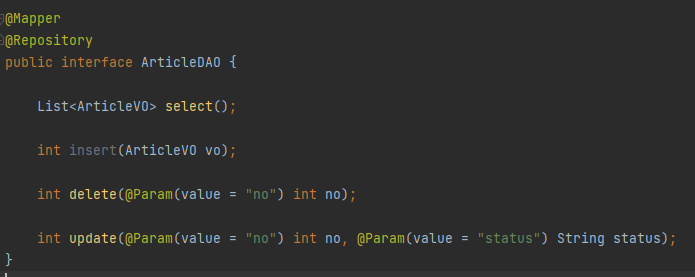 @Mapper
@Repository
public interface ArticleDAO {
List<ArticleVO> select();
int insert(ArticleVO vo);
int delete(@Param(value = "no") int no);
int update(@Param(value = "no") int no, @Param(value = "status") String status);
}